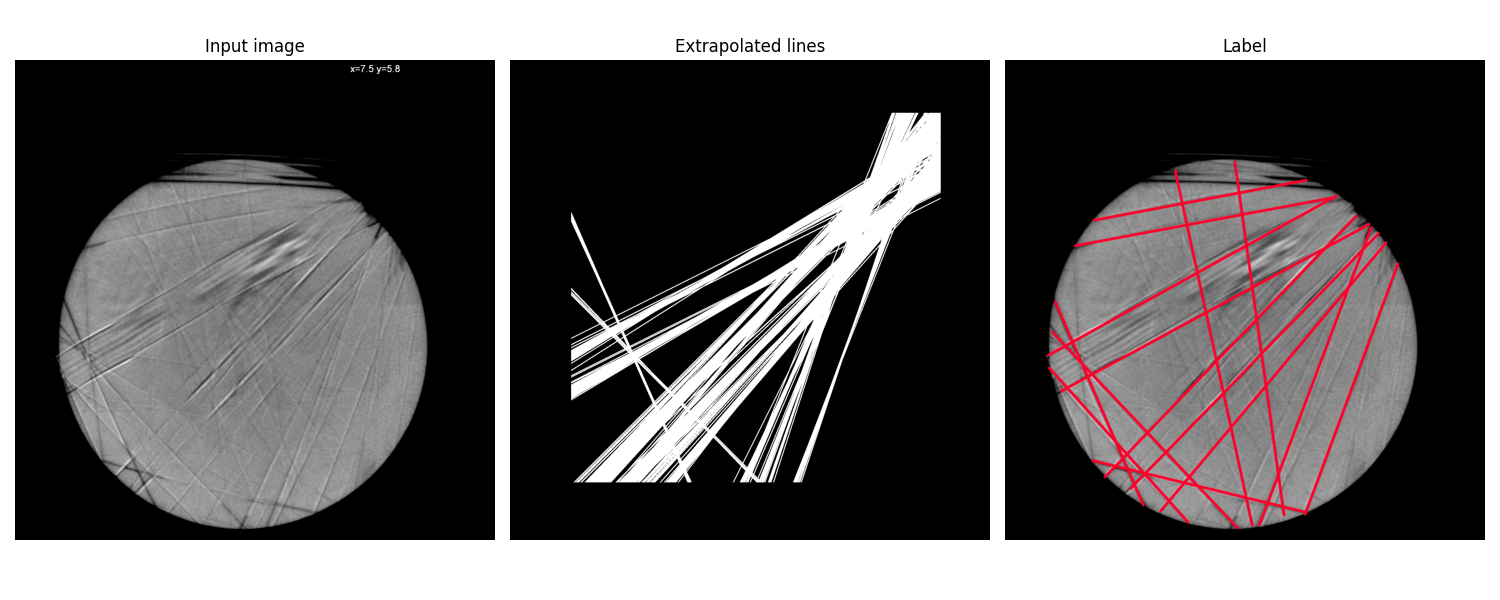 Input image
Extrapolated lines
Label
x=7.5 y=5.8